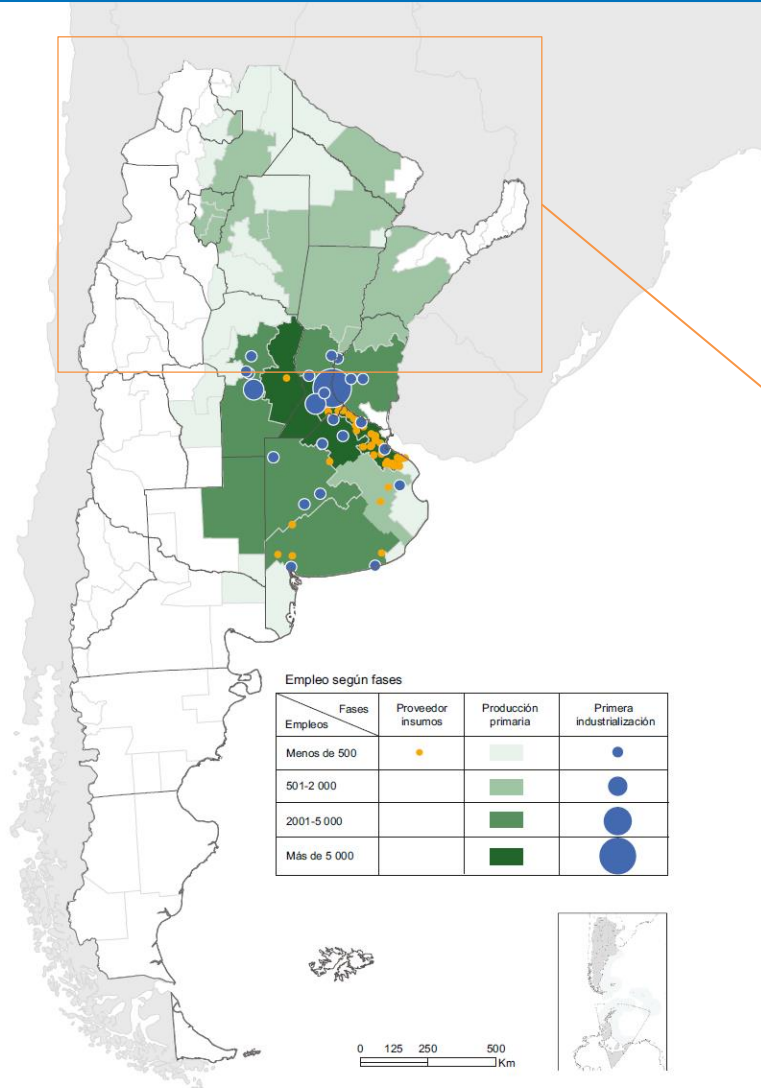 Empleo según fases
Fases
Empleos
Proveedor
insumos
Producción
primaria
Primera
industrialización
Menos de 500
501-2 000
2001-5 000
Más de 5 000
0 125 250 500
Km